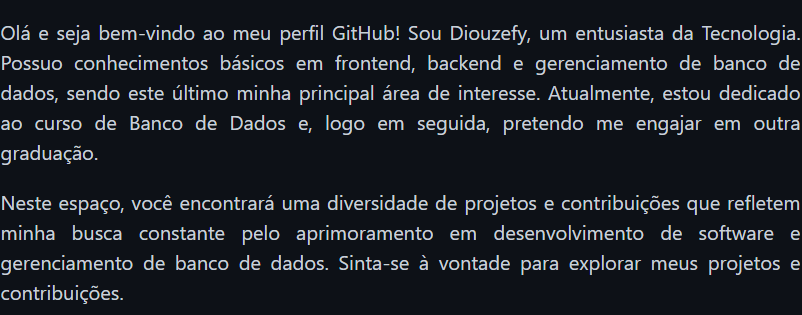 Olá e seja bem-vindo ao meu perfil GitHub! Sou Diouzefy, um entusiasta da Tecnologia.
Possuo conhecimentos básicos em frontend, backend e gerenciamento de banco de
dados, sendo este último minha principal área de interesse. Atualmente, estou dedicado
ao curso de Banco de Dados e, logo em seguida, pretendo me engajar em outra
graduação.
Neste espaço, você encontrará uma diversidade de projetos e contribuições que refletem
minha busca constante pelo aprimoramento em desenvolvimento de software e
gerenciamento de banco de dados. Sinta-se à vontade para explorar meus projetos e
contribuições.